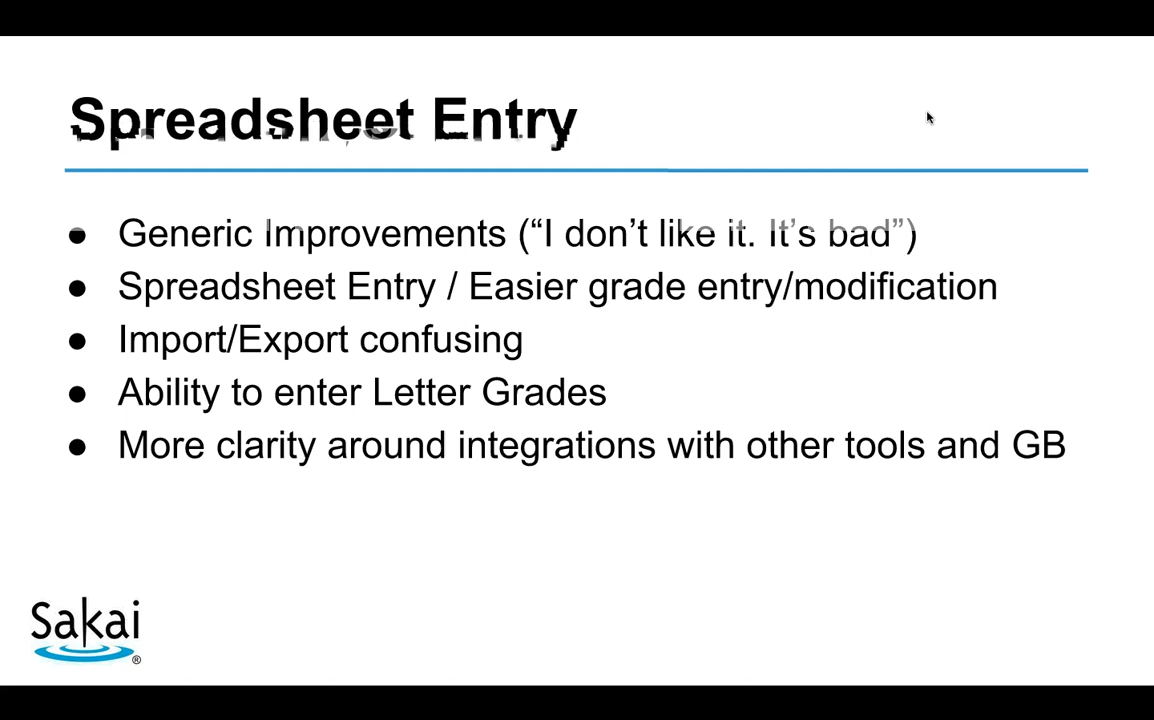 Spreadsheet Entry
● Generic Improvements (“I don’t like it. It’s bad”)
● Spreadsheet Entry / Easier grade entry/modification
● Import/Export confusing
● Ability to enter Letter Grades
● More clarity around integrations with other tools and GB
Sakai
®